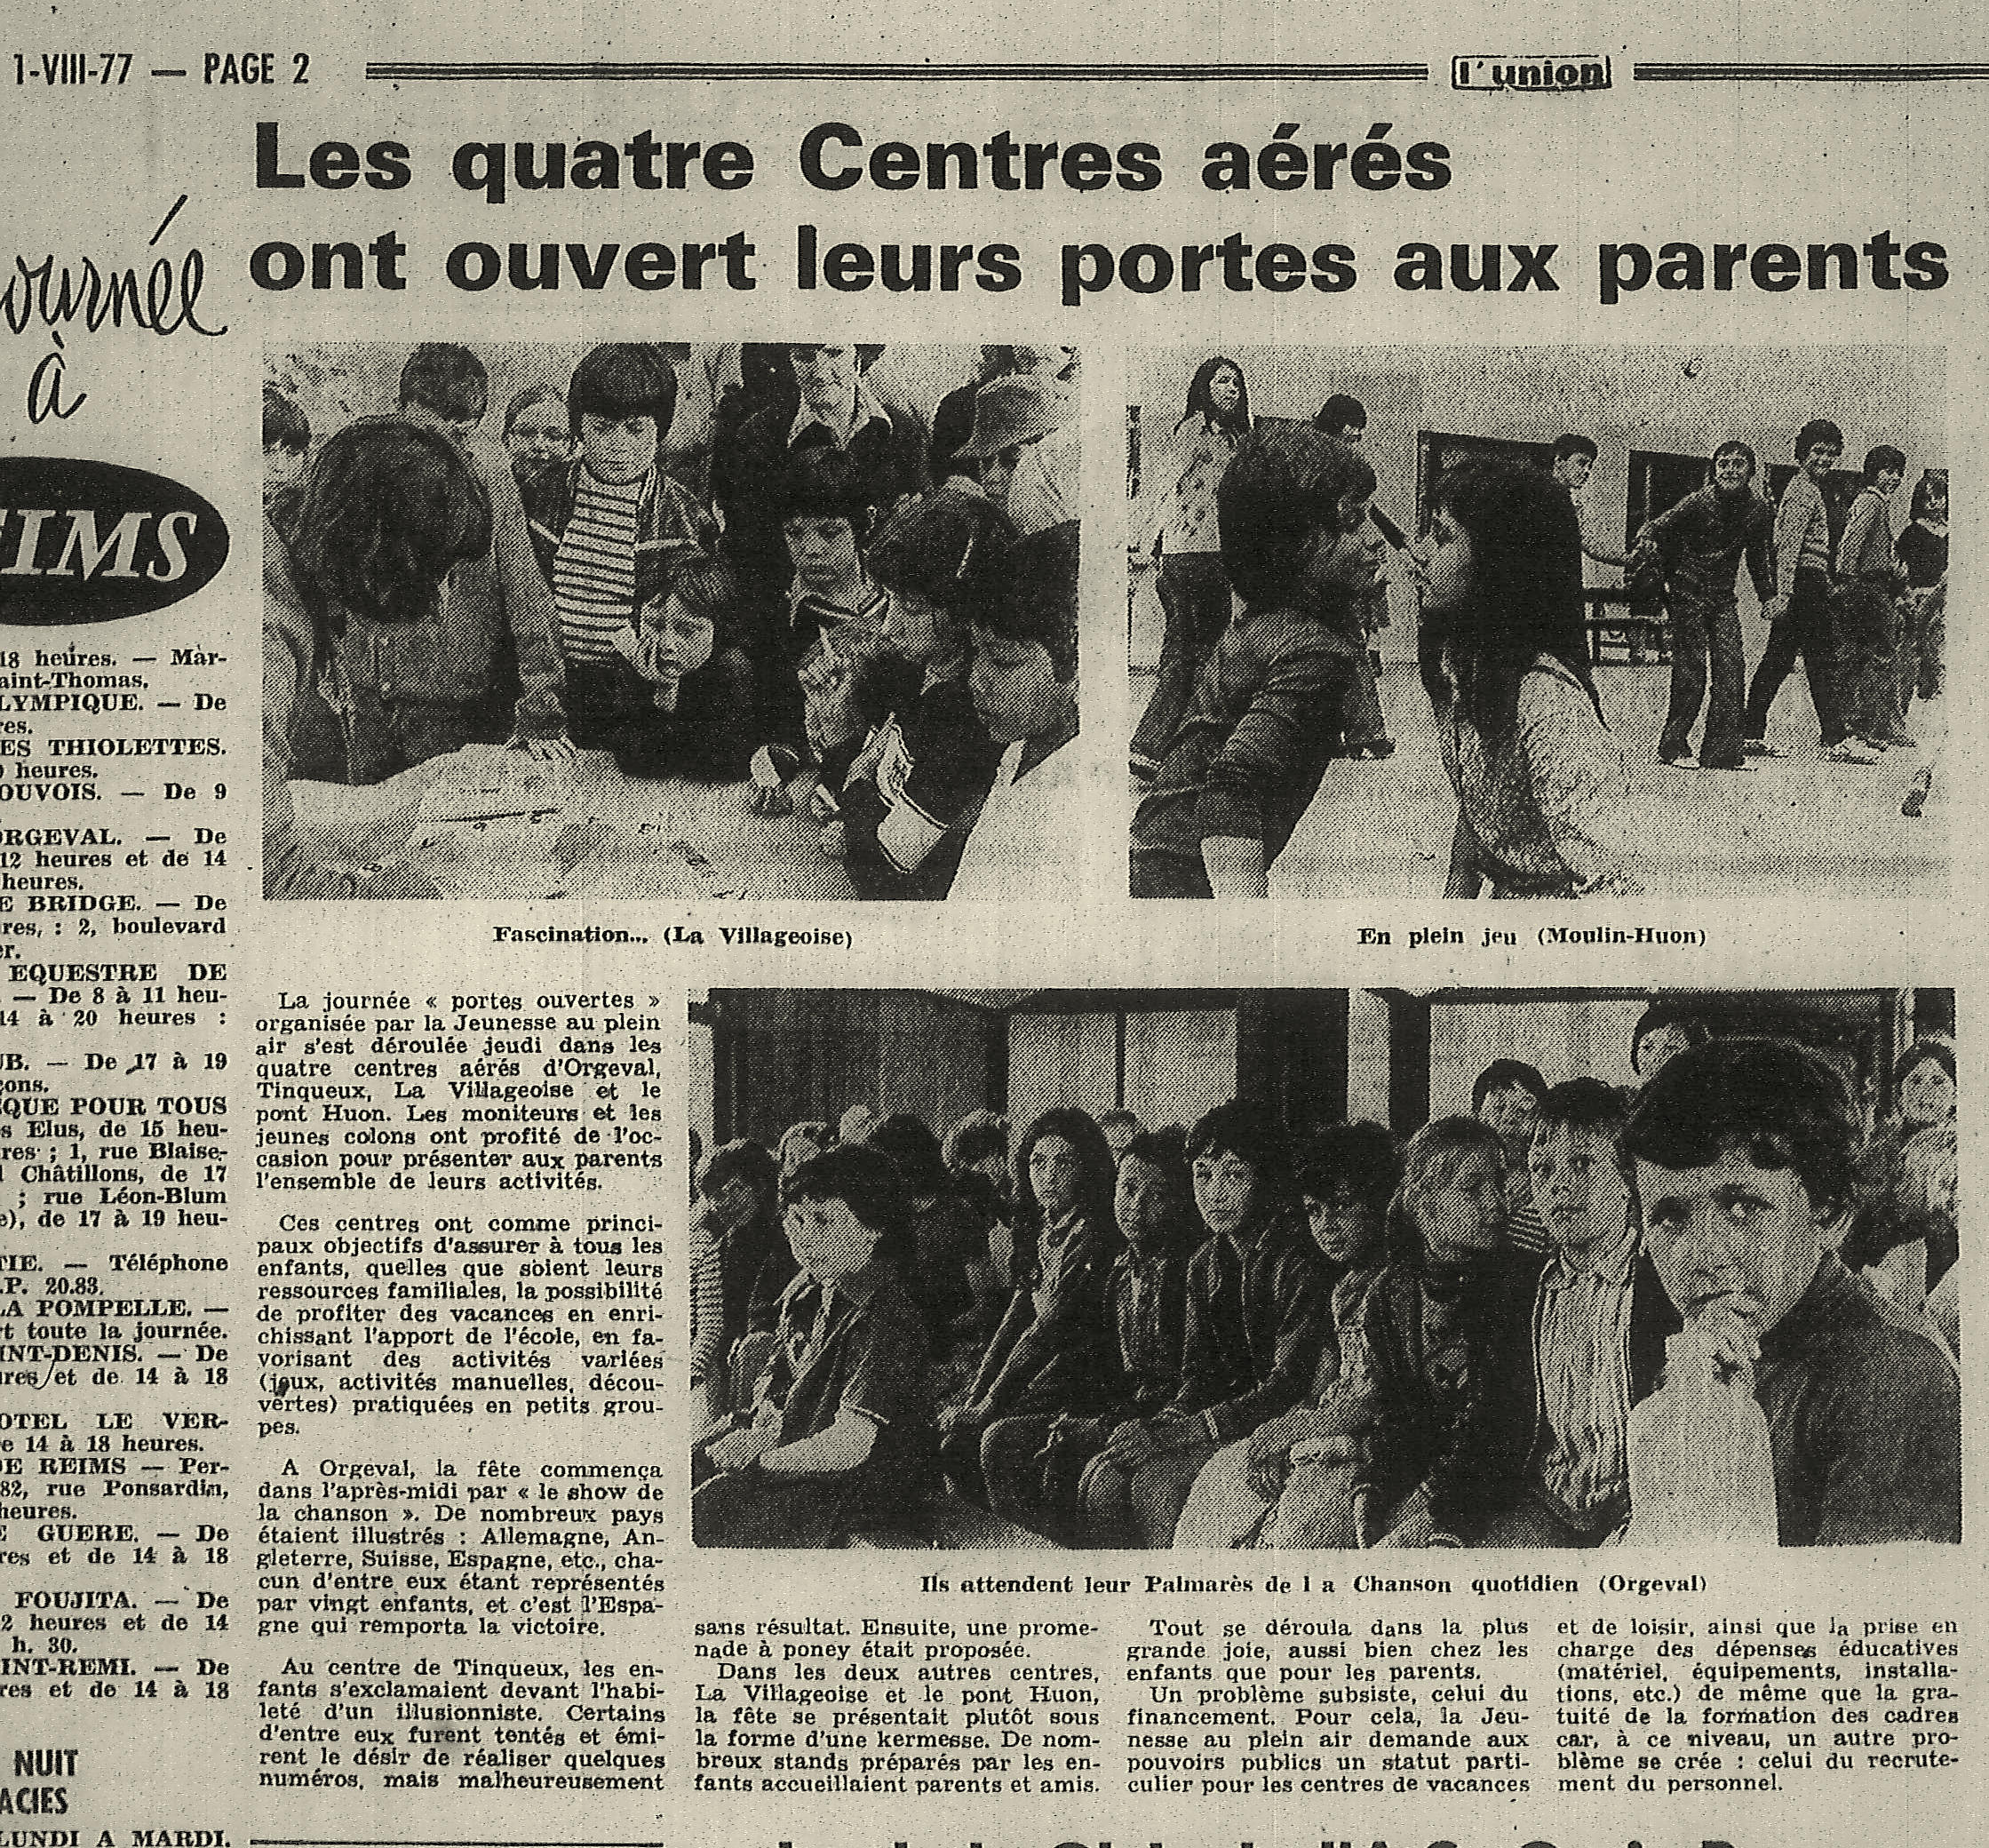 1-VIII-77 — PAGE 2
l'union
Les quatre Centres aérés
ont ouvert leurs portes aux parents
à
18 heures. — Mar-
aint-Thomas,
LYMPIQUE. — De
res.
ES THIOLETTES.
heures.
OUVOIS. — De 9
ORGEVAL. — De
12 heures et de 14
heures.
E BRIDGE. — De
res, : 2, boulevard
er.
EQUESTRE DE
— De 8 à 11 heu-
14 à 20 heures :
UB. — De 17 à 19
çons.
QUE POUR TOUS
s Elus, de 15 heu-
res ; 1, rue Blaise-
Châtillons, de 17
; rue Léon-Blum
e), de 17 à 19 heu-
TIE. — Téléphone
.P. 20.83.
LA POMPELLE. —
rt toute la journée.
INT-DENIS. — De
res et de 14 à 18
OTEL LE VER-
e 14 à 18 heures.
DE REIMS — Per-
82, rue Ponsardin,
heures.
E GUERE. — De
res et de 14 à 18
FOUJITA. — De
2 heures et de 14
h. 30.
INT-REMI. — De
res et de 14 à 18
NUIT
ACIES
LUNDI A MARDI.
Fascination... (La Villageoise)
En plein jeu (Moulin-Huon)
La journée « portes ouvertes »
organisée par la Jeunesse au plein
air s'est déroulée jeudi dans les
quatre centres aérés d'Orgeval,
Tinqueux, La Villageoise et le
pont Huon. Les moniteurs et les
jeunes colons ont profité de l'oc-
casion pour présenter aux parents
l'ensemble de leurs activités.
Ces centres ont comme princi-
paux objectifs d'assurer à tous les
enfants, quelles que soient leurs
ressources familiales, la possibilité
de profiter des vacances en enri-
chissant l'apport de l'école, en fa-
vorisant des activités variées
(jeux, activités manuelles, décou-
vertes) pratiquées en petits grou-
pes.
A Orgeval, la fête commença
dans l'après-midi par « le show de
la chanson ». De nombreux pays
étaient illustrés : Allemagne, An-
gleterre, Suisse, Espagne, etc., cha-
cun d'entre eux étant représentés
par vingt enfants, et c'est l'Espa-
gne qui remporta la victoire.
Au centre de Tinqueux, les en-
fants s'exclamaient devant l'habi-
leté d'un illusionniste. Certains
d'entre eux furent tentés et émi-
rent le désir de réaliser quelques
numéros, mais malheureusement
Ils attendent leur Palmarès de l a Chanson quotidien (Orgeval)
sans résultat. Ensuite, une prome-
nade à poney était proposée.
Dans les deux autres centres,
La Villageoise et le pont Huon,
la fête se présentait plutôt sous
la forme d'une kermesse. De nom-
breux stands préparés par les en-
fants accueillaient parents et amis.
Tout se déroula dans la plus
grande joie, aussi bien chez les
enfants que pour les parents.
Un problème subsiste, celui du
financement. Pour cela, la Jeu-
nesse au plein air demande aux
pouvoirs publics un statut parti-
culier pour les centres de vacances
et de loisir, ainsi que la prise en
charge des dépenses éducatives
(matériel, équipements, installa-
tions, etc.) de même que la gra-
tuité de la formation des cadres
car, à ce niveau, un autre pro-
blème se crée : celui du recrute-
ment du personnel.